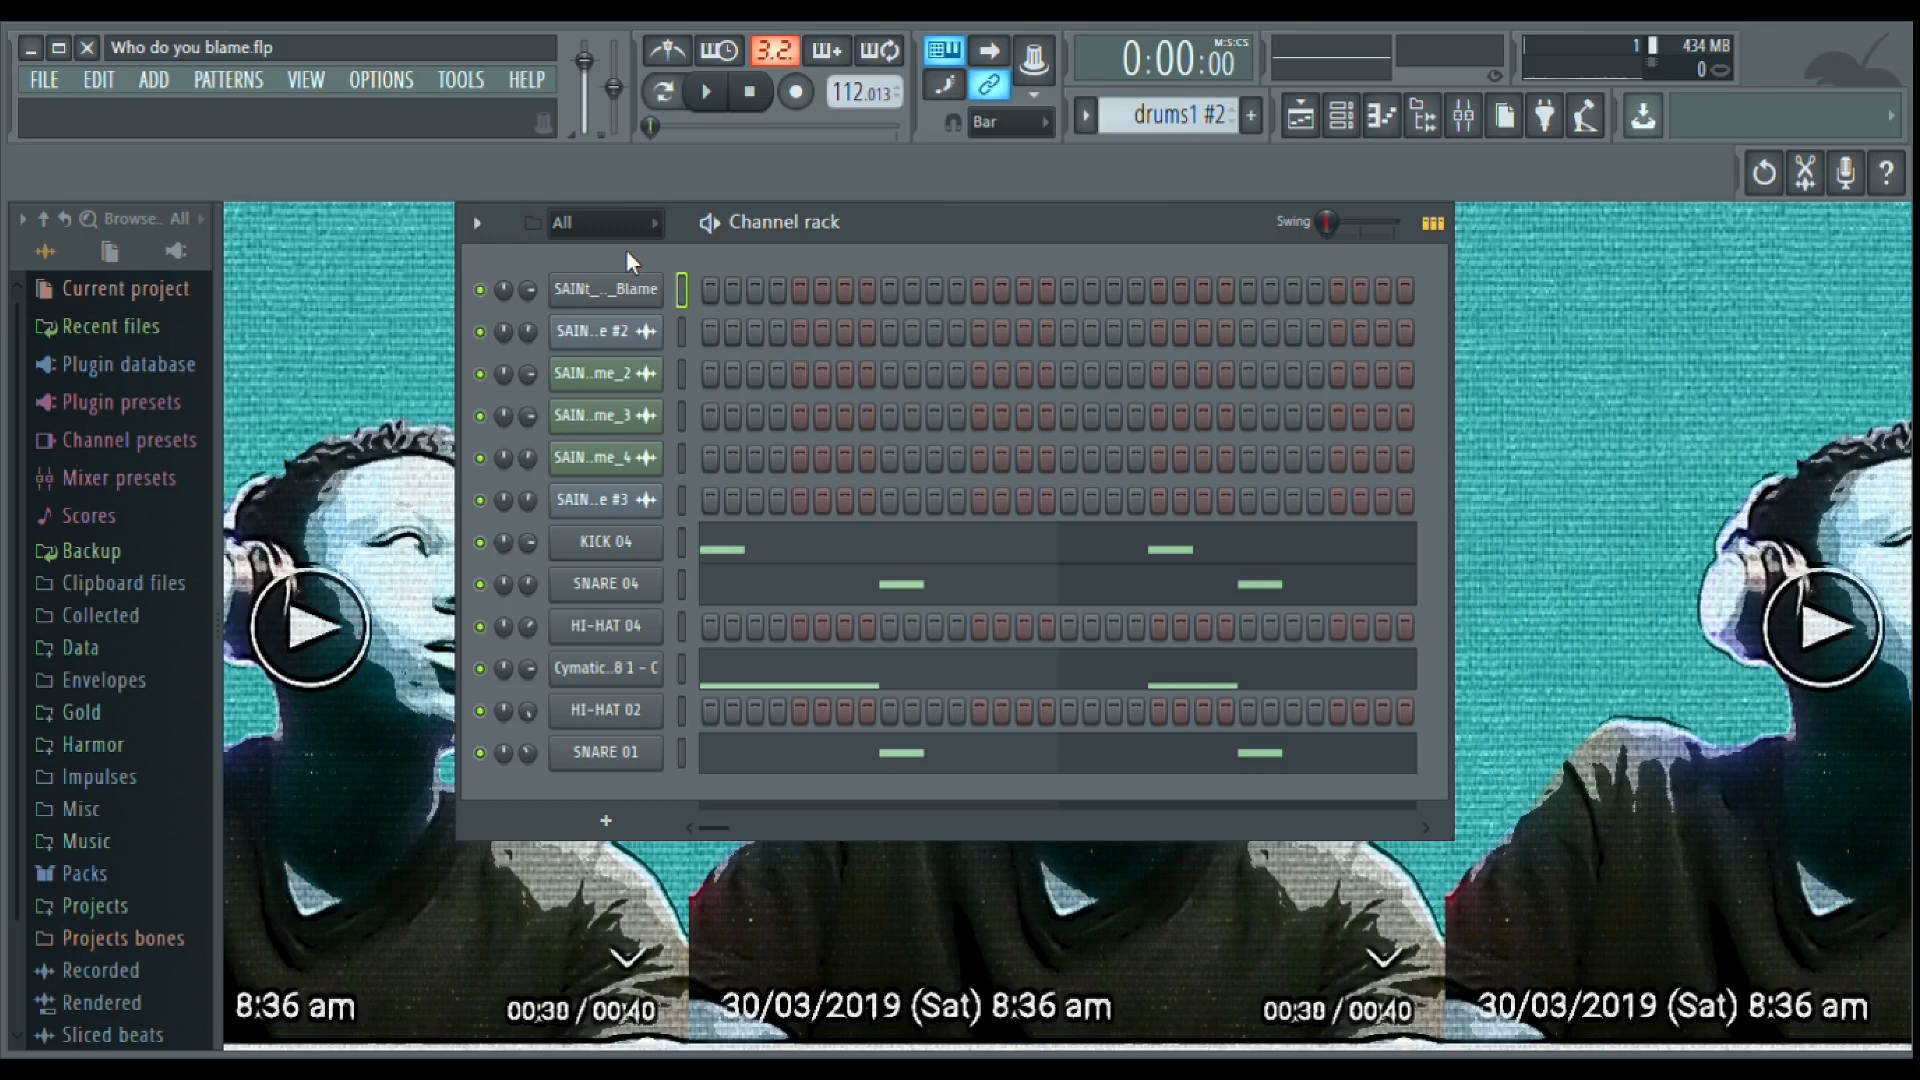 Who do you blame.flp
FILE EDIT ADD PATTERNS VIEW OPTIONS TOOLS HELP
3.2.
112.013
Bar
0:00:00
M:S:CS
drums1 #2
+
1
434 MB
0
?
Browse.. All
Current project
Recent files
Plugin database
Plugin presets
Channel presets
Mixer presets
Scores
Backup
Clipboard files
Collected
Data
Envelopes
Gold
Harmor
Impulses
Misc
Music
Packs
Projects
Projects bones
Recorded
Rendered
Sliced beats
All
Channel rack
Swing
SAINt_.._Blame
SAIN..e #2
SAIN..me_2
SAIN..me_3
SAIN..me_4
SAIN..e #3
KICK 04
SNARE 04
HI-HAT 04
Cymatic..8 1 - C
HI-HAT 02
SNARE 01
+
8:36 am
00:30 / 00:40
30/03/2019 (Sat) 8:36 am
00:30 / 00:40
30/03/2019 (Sat) 8:36 am